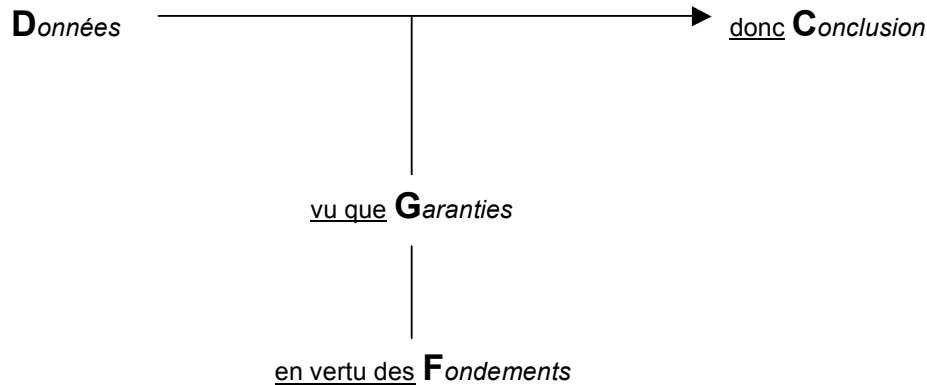 Données donc Conclusion
vu que Garanties
en vertu des Fondements